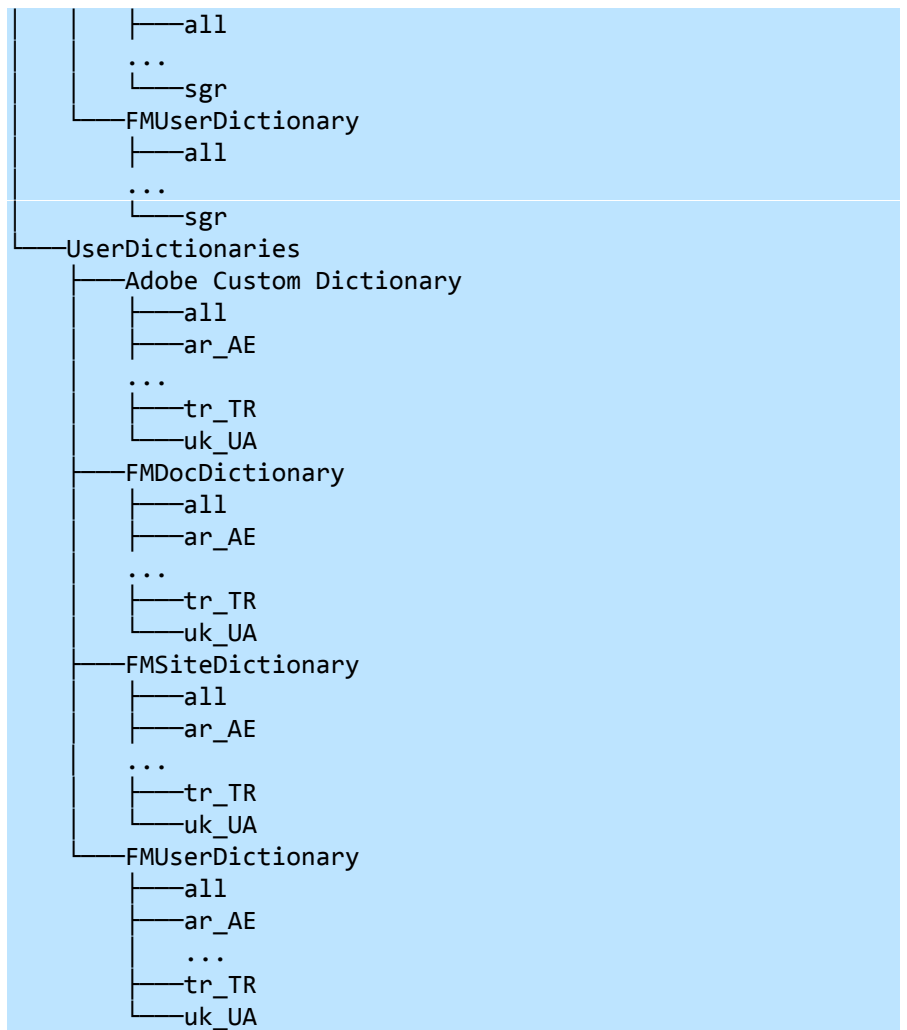 │   │   ├───all
│   │   ...
│   │   └───sgr
│   └───FMUserDictionary
│       ├───all
│       ...
│       └───sgr
└───UserDictionaries
    ├───Adobe Custom Dictionary
    │   ├───all
    │   ├───ar_AE
    │   ...
    │   ├───tr_TR
    │   └───uk_UA
    ├───FMDocDictionary
    │   ├───all
    │   ├───ar_AE
    │   ...
    │   ├───tr_TR
    │   └───uk_UA
    ├───FMSiteDictionary
    │   ├───all
    │   ├───ar_AE
    │   ...
    │   ├───tr_TR
    │   └───uk_UA
    └───FMUserDictionary
        ├───all
        ├───ar_AE
        │   ...
        ├───tr_TR
        └───uk_UA